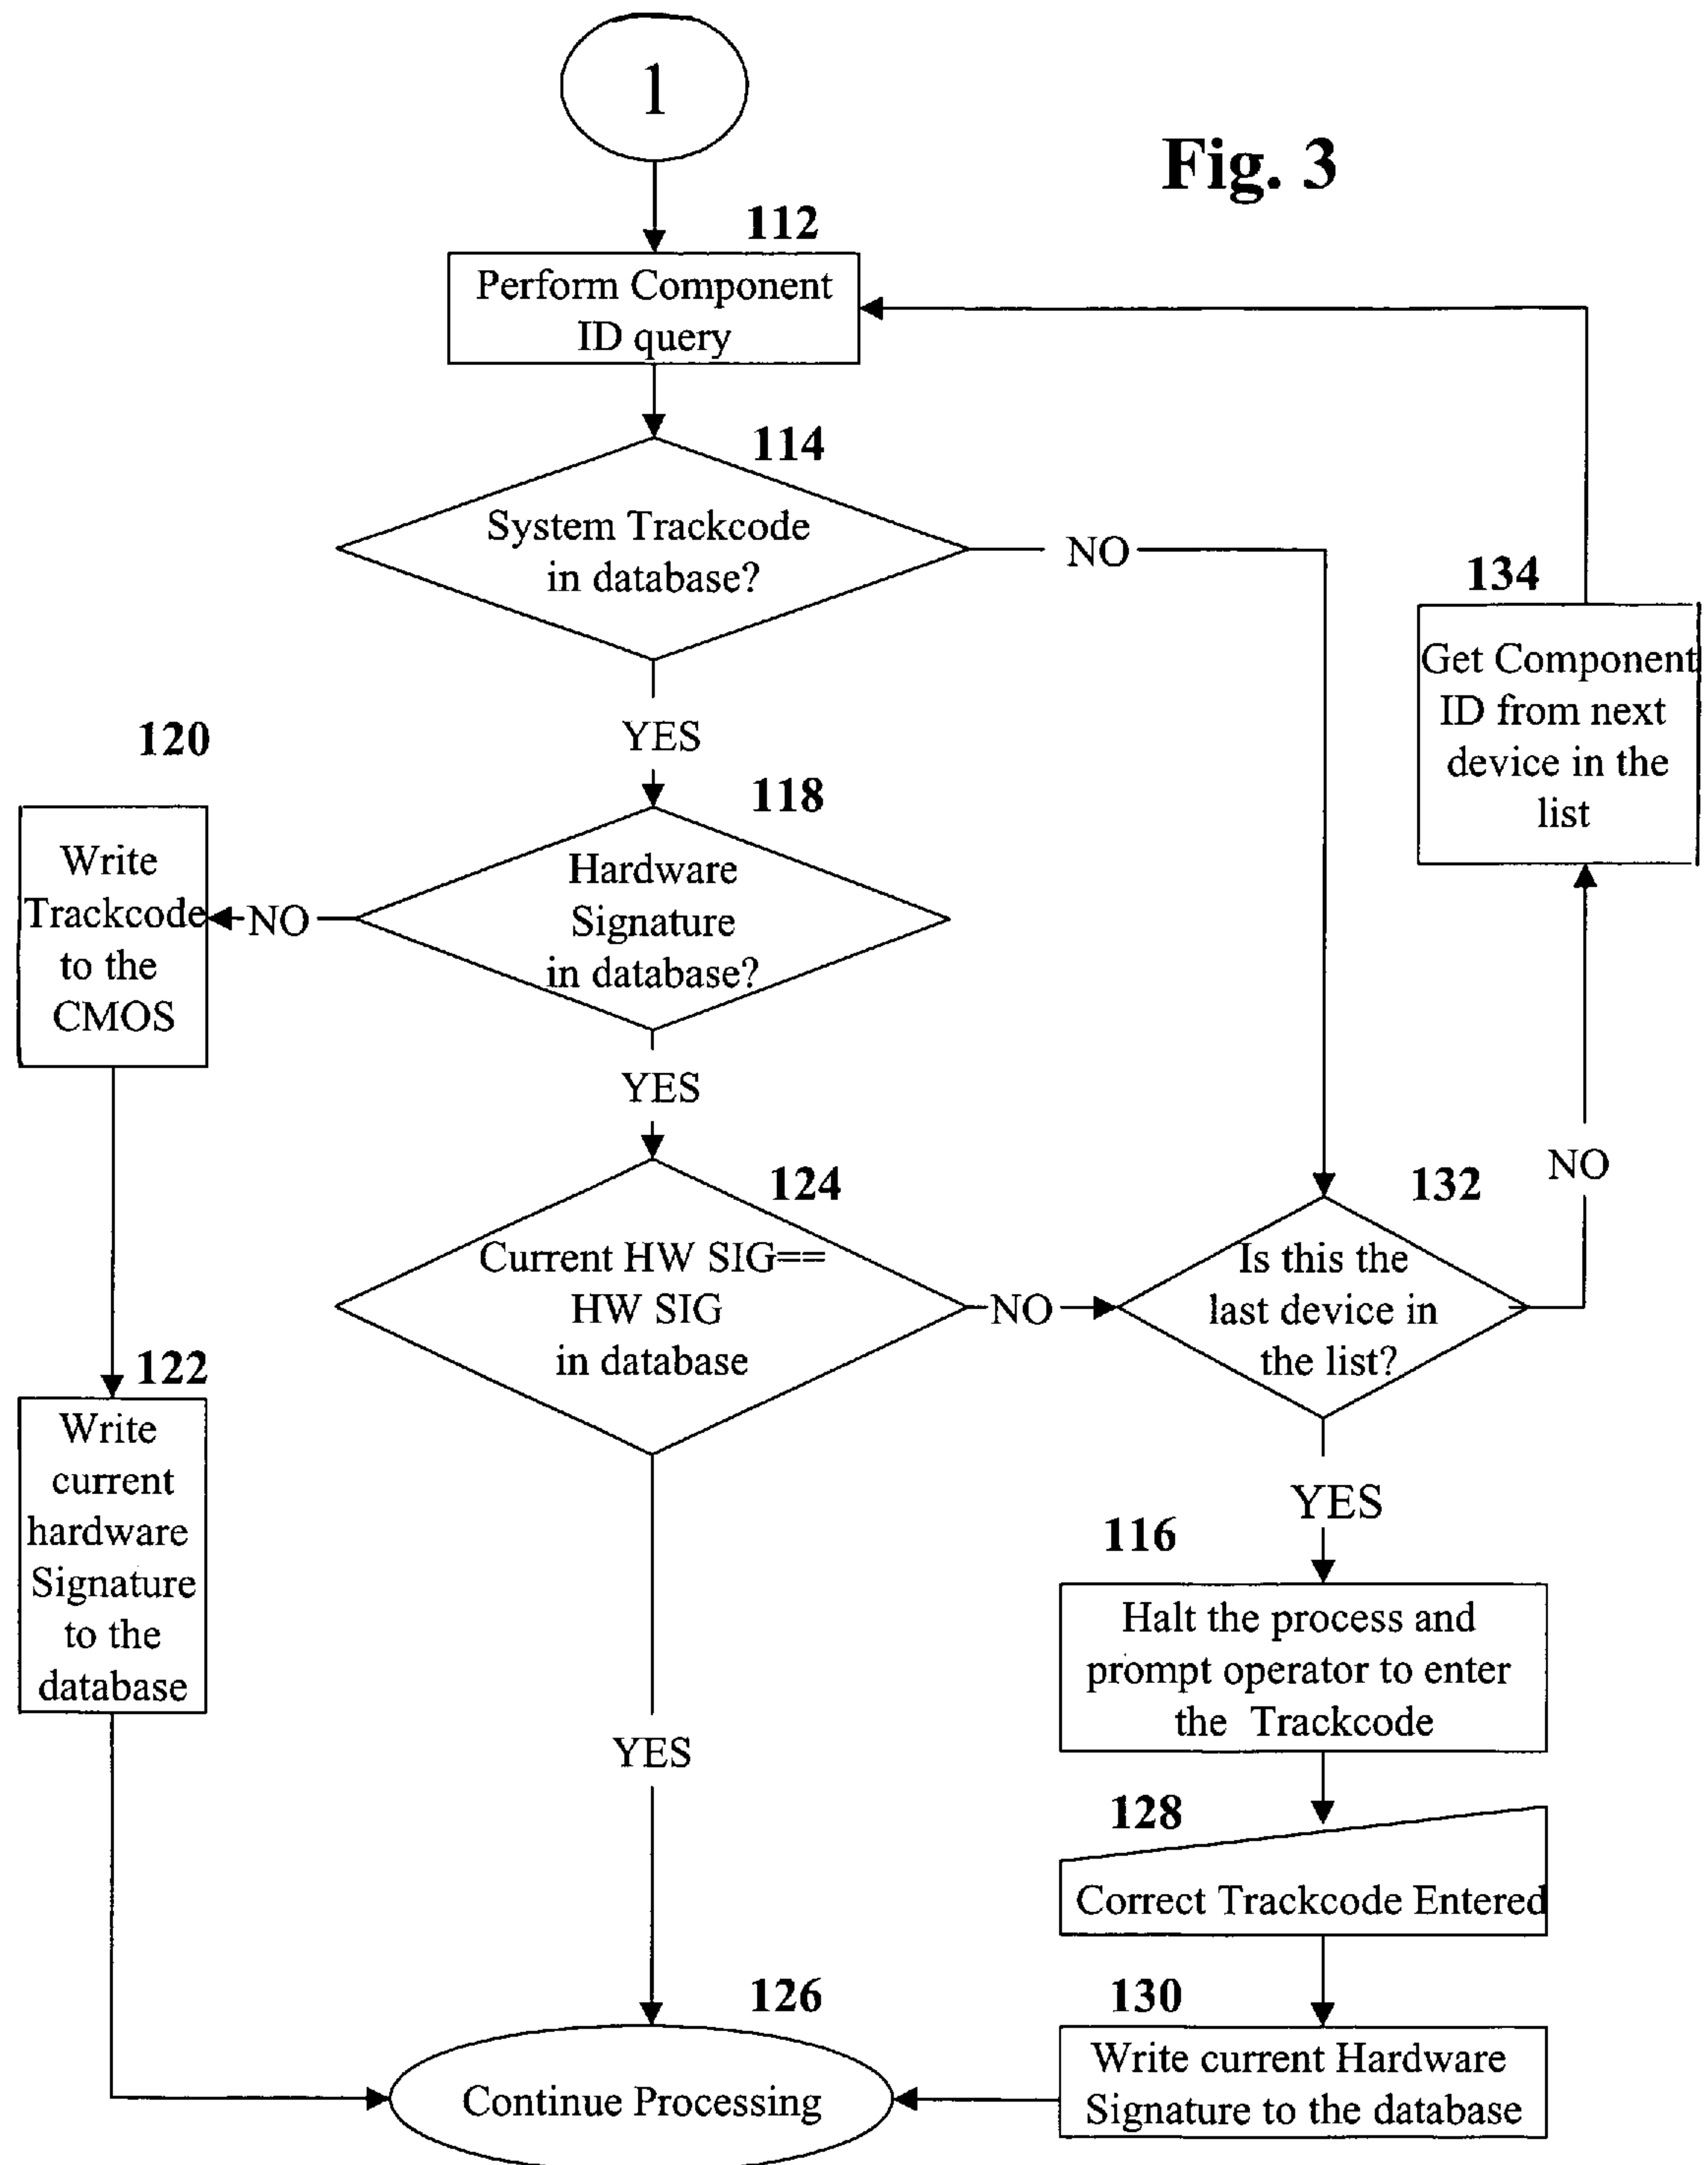 1
Fig. 3
112
Perform Component
ID query
114
System Trackcode
in database?
NO
134
Get Component
ID from next
device in the
list
YES
120
118
Write
Trackcode
to the
CMOS
NO
Hardware
Signature
in database?
YES
NO
124
132
Current HW SIG==
HW SIG
in database
NO
Is this the
last device in
the list?
122
Write
current
hardware
Signature
to the
database
YES
116
Halt the process and
prompt operator to enter
the Trackcode
YES
128
Correct Trackcode Entered
126
130
Continue Processing
Write current Hardware
Signature to the database